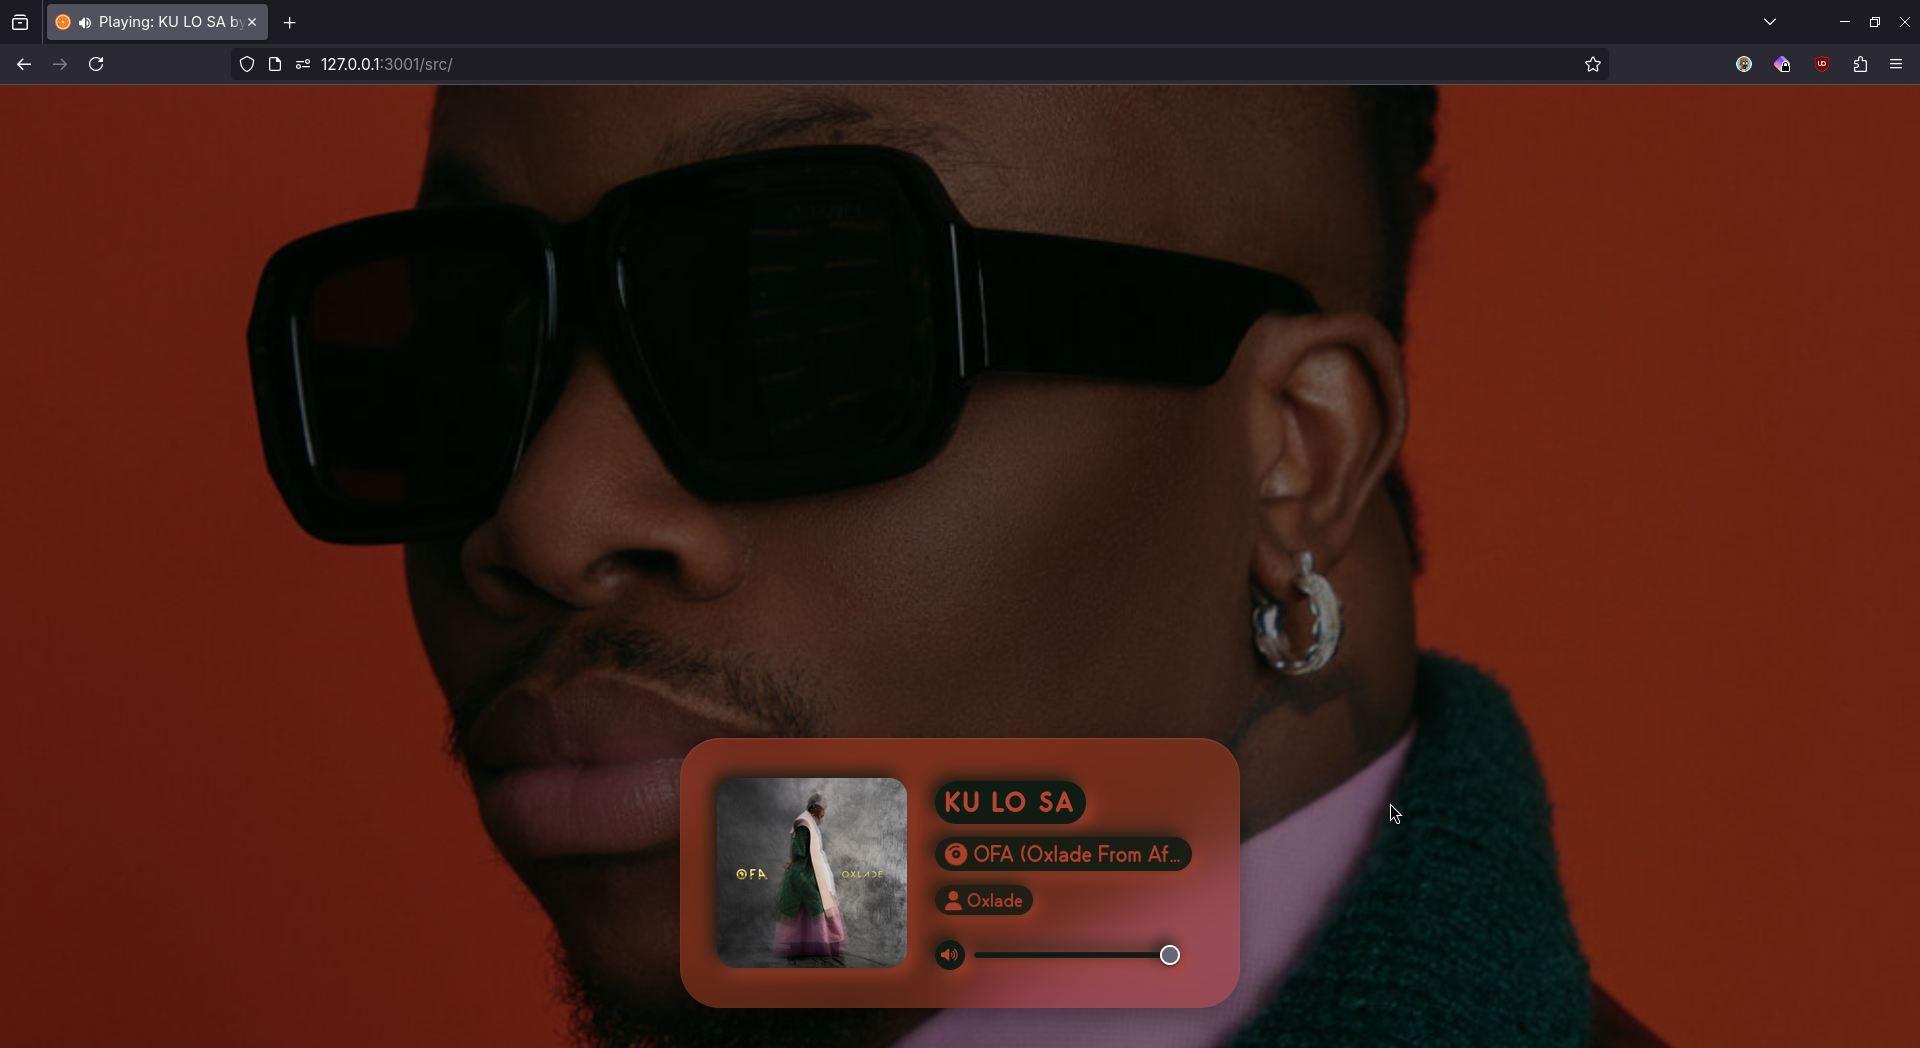 Playing: KU LO SA by
127.0.0.1:3001/src/
KU LO SA
OFA (Oxlade From Af...
Oxlade
OFA
OXLADE